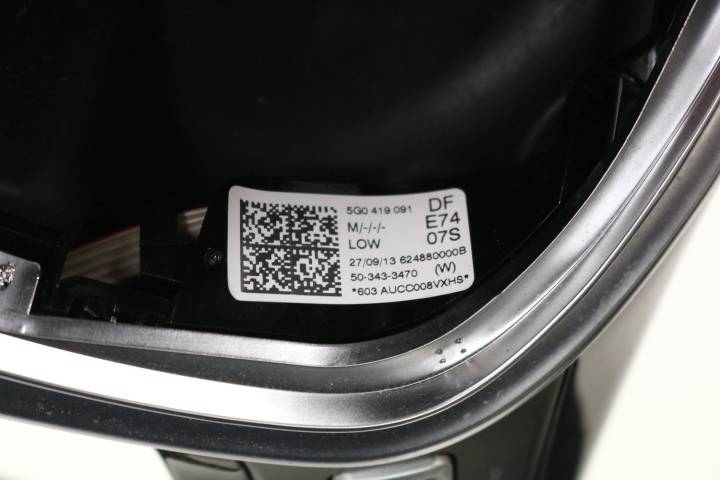 5G0 419 091 DF
M/-/-/- E74
LOW 07S
27/09/13 624880000B
50-343-3470 (W)
*603 AUCC008VXHS*